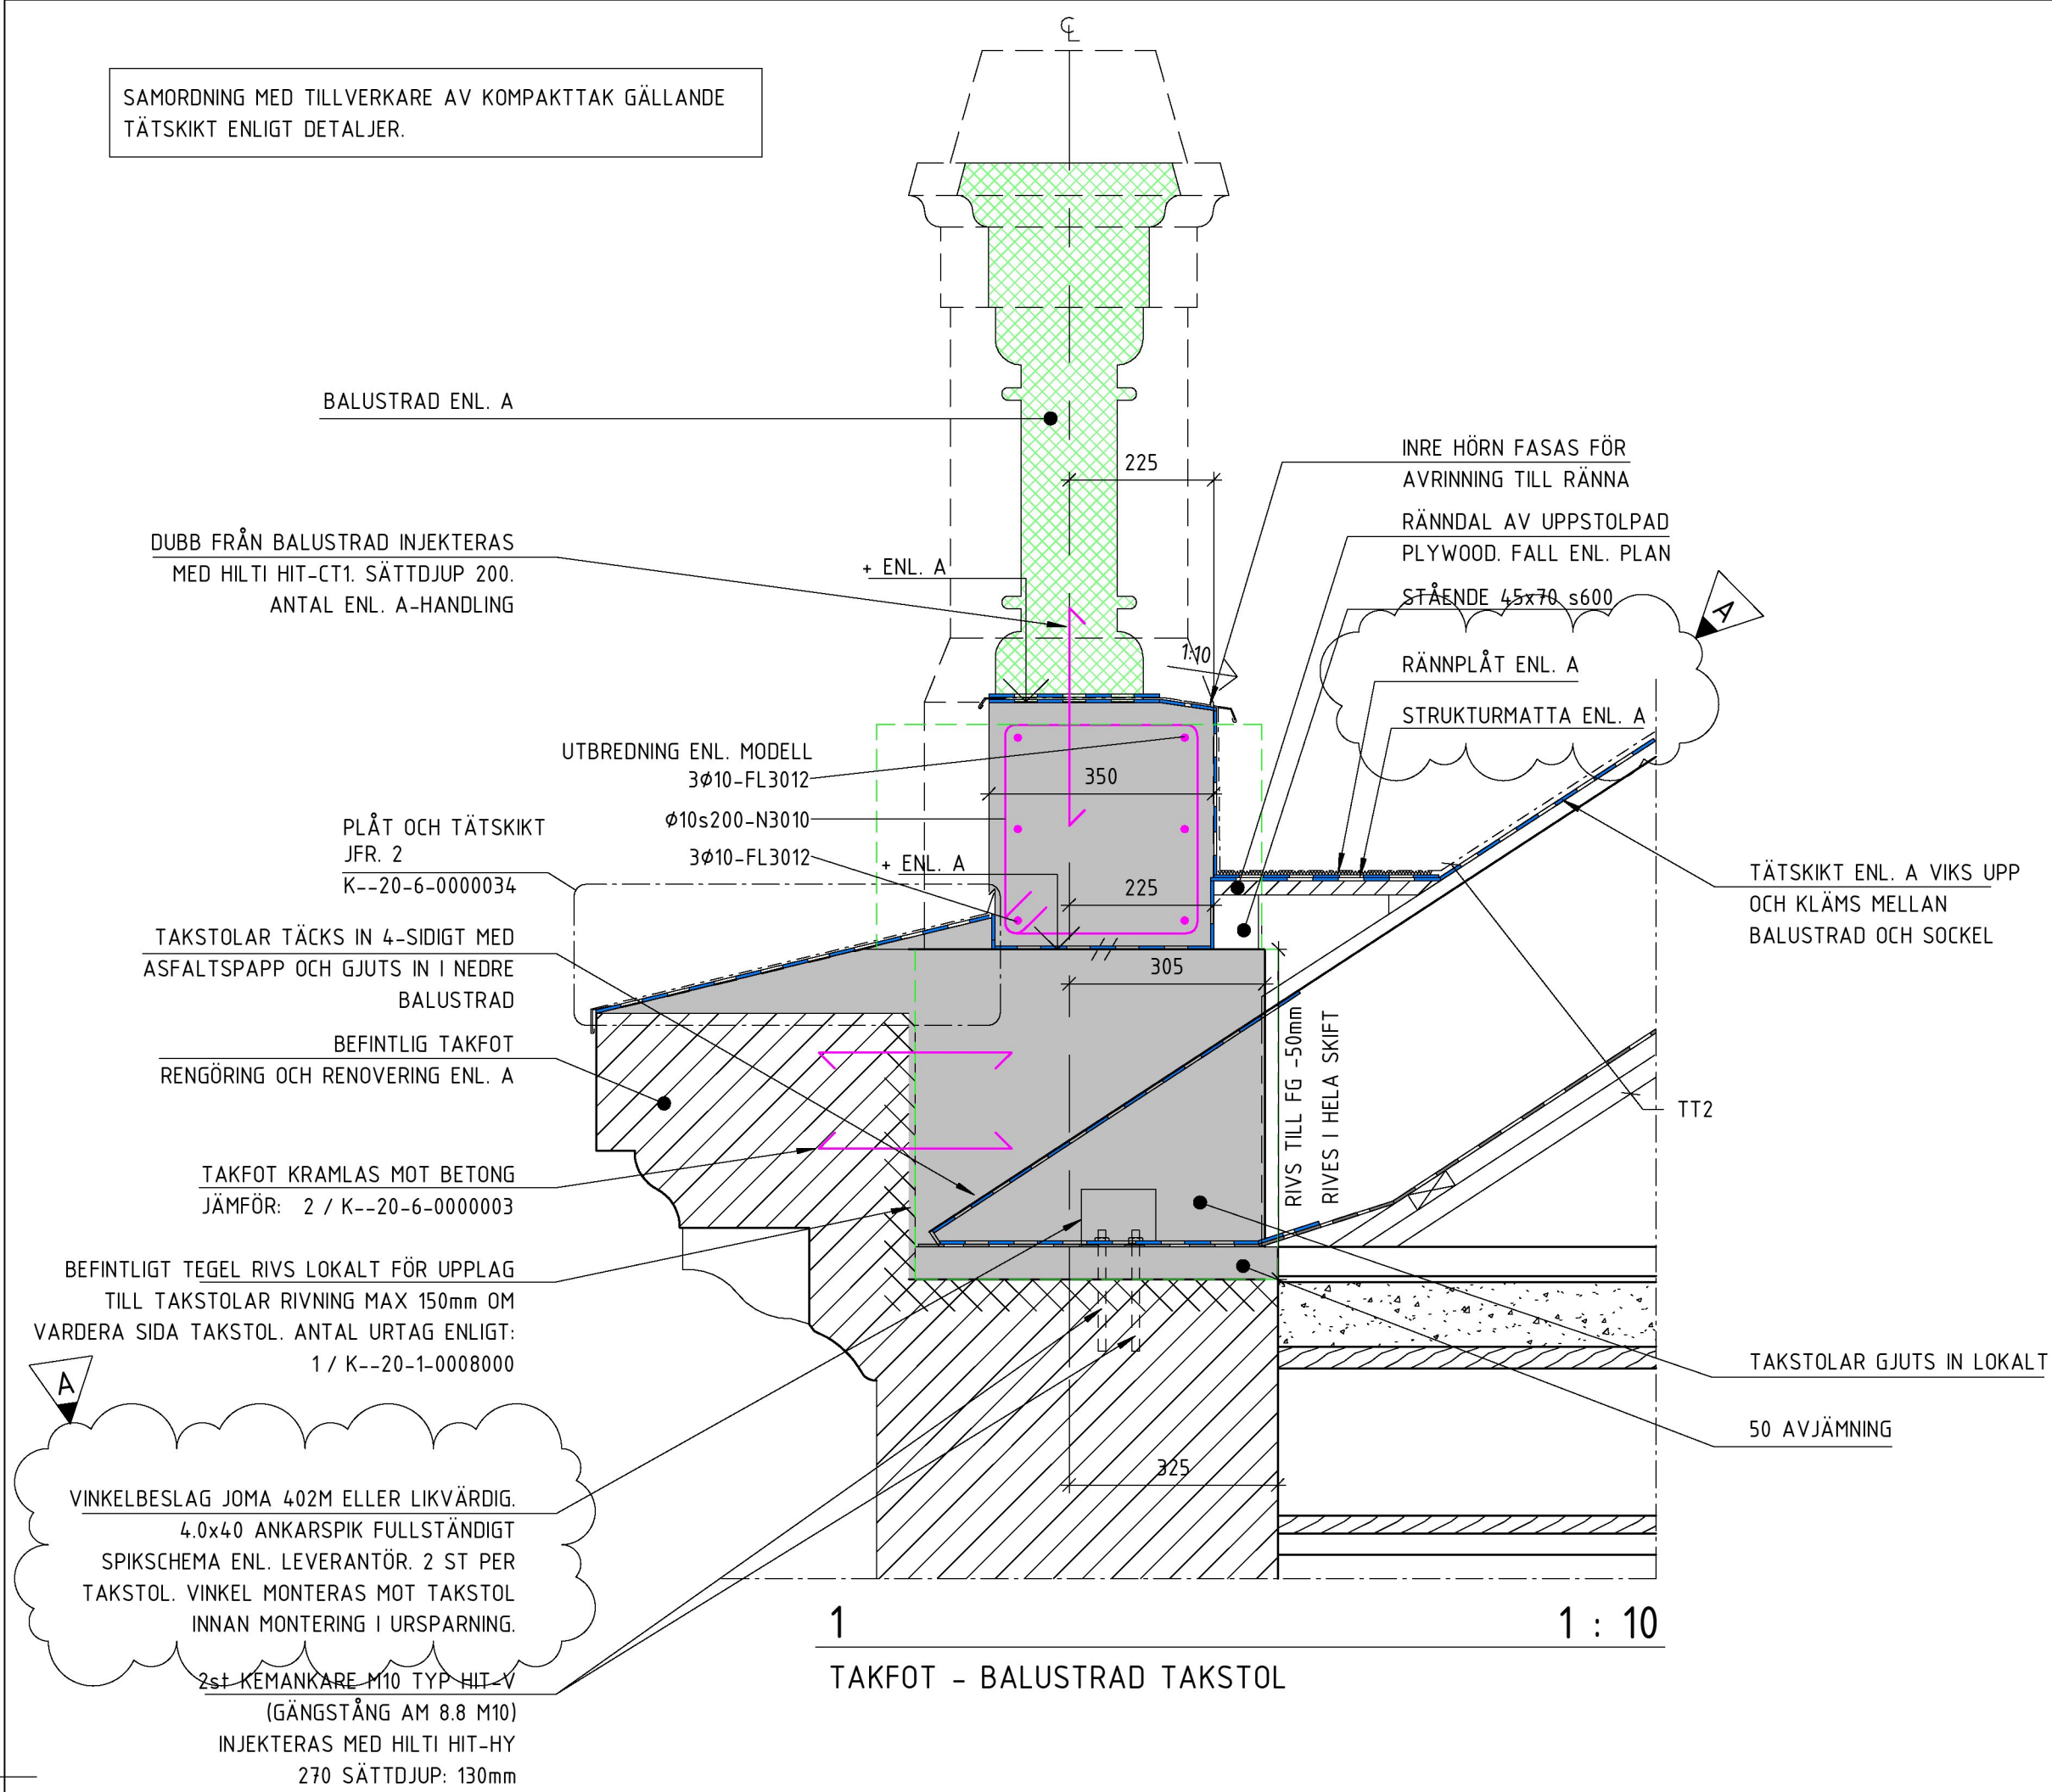 ℄
SAMORDNING MED TILLVERKARE AV KOMPAKTTAK GÄLLANDE
TÄTSKIKT ENLIGT DETALJER.
BALUSTRAD ENL. A
225
INRE HÖRN FASAS FÖR
AVRINNING TILL RÄNNA
RÄNNDAL AV UPPSTOLPAD
PLYWOOD. FALL ENL. PLAN
STÅENDE 45x70 s600
A
RÄNNPLÅT ENL. A
STRUKTURMATTA ENL. A
DUBB FRÅN BALUSTRAD INJEKTERAS
MED HILTI HIT-CT1. SÄTTDJUP 200.
ANTAL ENL. A-HANDLING
+ ENL. A
1:10
UTBREDNING ENL. MODELL
3Ø10-FL3012
350
Ø10s200-N3010
3Ø10-FL3012
+ ENL. A
225
PLÅT OCH TÄTSKIKT
JFR. 2
K--20-6-0000034
TÄTSKIKT ENL. A VIKS UPP
OCH KLÄMS MELLAN
BALUSTRAD OCH SOCKEL
TAKSTOLAR TÄCKS IN 4-SIDIGT MED
ASFALTSPAPP OCH GJUTS IN I NEDRE
BALUSTRAD
305
RIVS TILL FG -50mm
RIVES I HELA SKIFT
BEFINTLIG TAKFOT
RENGÖRING OCH RENOVERING ENL. A
TT2
TAKFOT KRAMLAS MOT BETONG
JÄMFÖR: 2 / K--20-6-0000003
BEFINTLIGT TEGEL RIVS LOKALT FÖR UPPLAG
TILL TAKSTOLAR RIVNING MAX 150mm OM
VARDERA SIDA TAKSTOL. ANTAL URTAG ENLIGT:
1 / K--20-1-0008000
TAKSTOLAR GJUTS IN LOKALT
50 AVJÄMNING
A
325
VINKELBESLAG JOMA 402M ELLER LIKVÄRDIG.
4.0x40 ANKARSPIK FULLSTÄNDIGT
SPIKSCHEMA ENL. LEVERANTÖR. 2 ST PER
TAKSTOL. VINKEL MONTERAS MOT TAKSTOL
INNAN MONTERING I URSPARNING.
2st KEMANKARE M10 TYP HIT-V
(GÄNGSTÅNG AM 8.8 M10)
INJEKTERAS MED HILTI HIT-HY
270 SÄTTDJUP: 130mm
1 1 : 10
TAKFOT - BALUSTRAD TAKSTOL